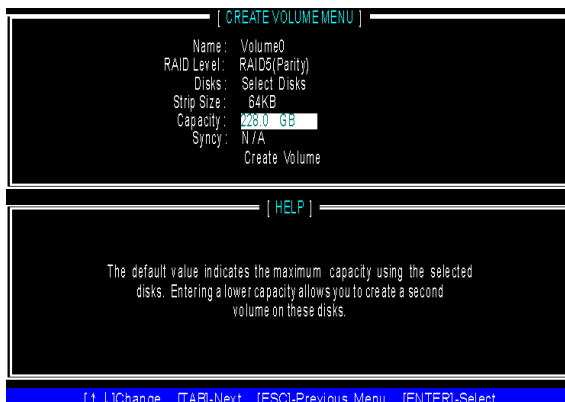 [ CREATE VOLUME MENU ]
Name : Volume0
RAID Level : RAID5(Parity)
Disks : Select Disks
Strip Size : 64KB
Capacity : 228.0 GB
Syncy : N / A
Create Volume
[ HELP ]
The default value indicates the maximum capacity using the selected
disks. Entering a lower capacity allows you to create a second
volume on these disks.
Change [TAB]-Next [ESC]-Previous Menu [ENTER]-Select